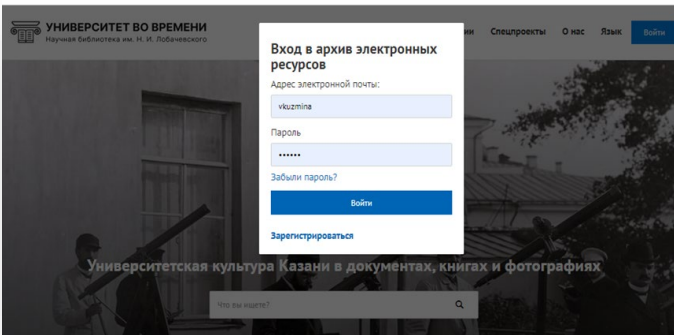 УНИВЕРСИТЕТ ВО ВРЕМЕНИ
Научная библиотека им. Н. И. Лобачевского
ии Спецпроекты О нас Язык Войти
Вход в архив электронных
ресурсов
Адрес электронной почты:
vkuzmina
Пароль
••••••
Забыли пароль?
Войти
Зарегистрироваться
Университетская культура Казани в документах, книгах и фотографиях
Что вы ищете?